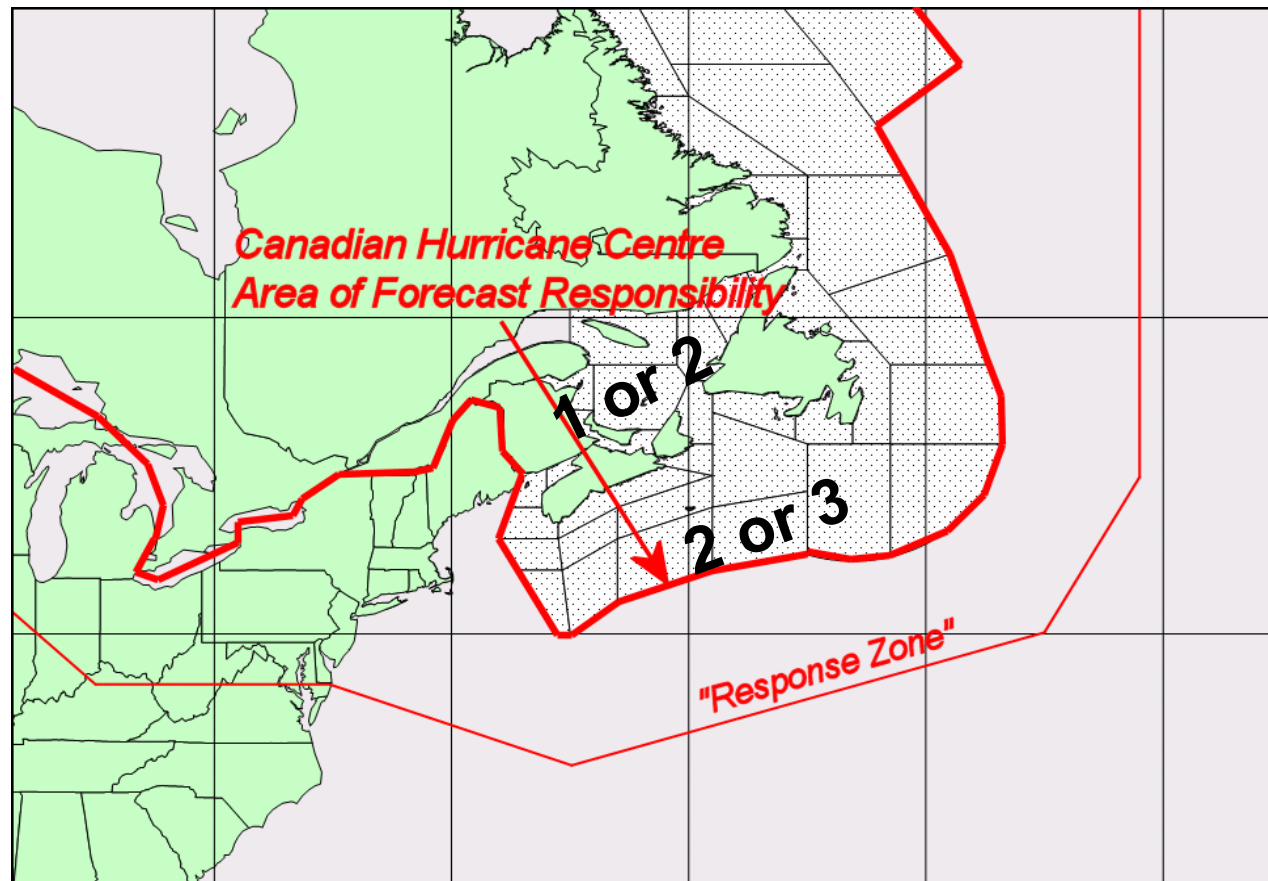 Canadian Hurricane Centre
Area of Forecast Responsibility
1 or 2
2 or 3
"Response Zone"